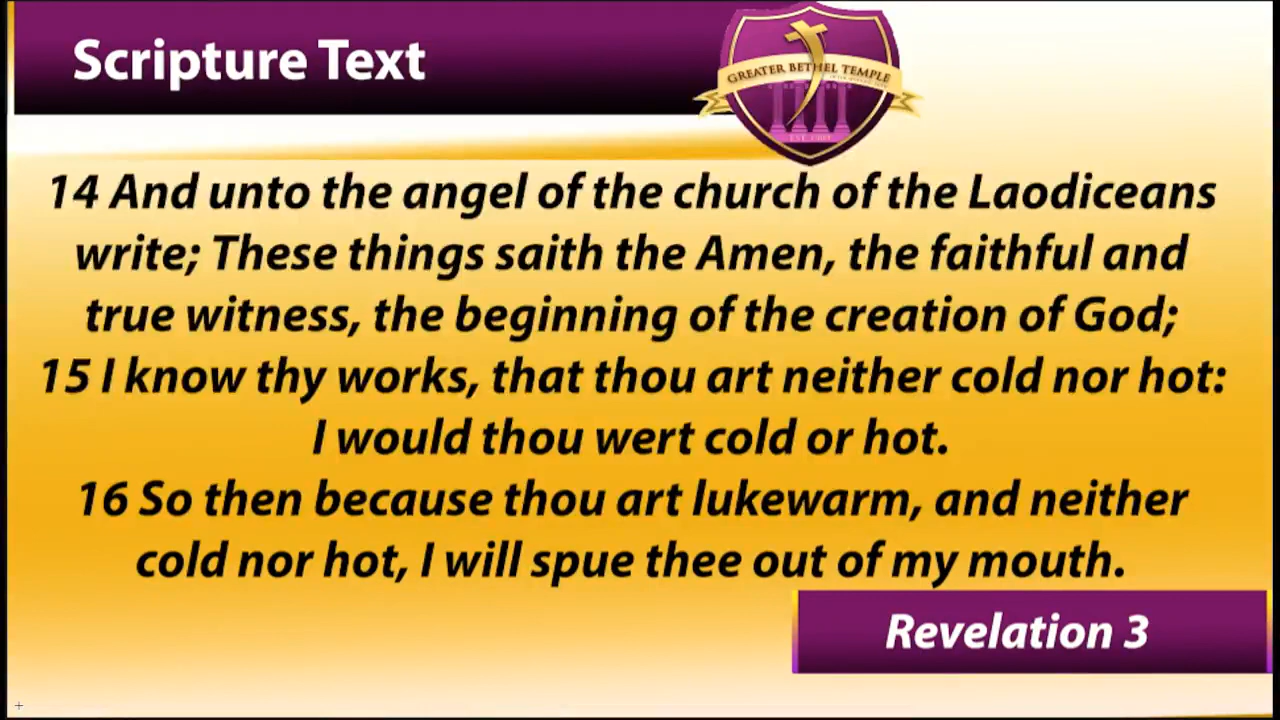 Scripture Text
GREATER BETHEL TEMPLE
14 And unto the angel of the church of the Laodiceans
write; These things saith the Amen, the faithful and
true witness, the beginning of the creation of God;
15 I know thy works, that thou art neither cold nor hot:
I would thou wert cold or hot.
16 So then because thou art lukewarm, and neither
cold nor hot, I will spue thee out of my mouth.
Revelation 3